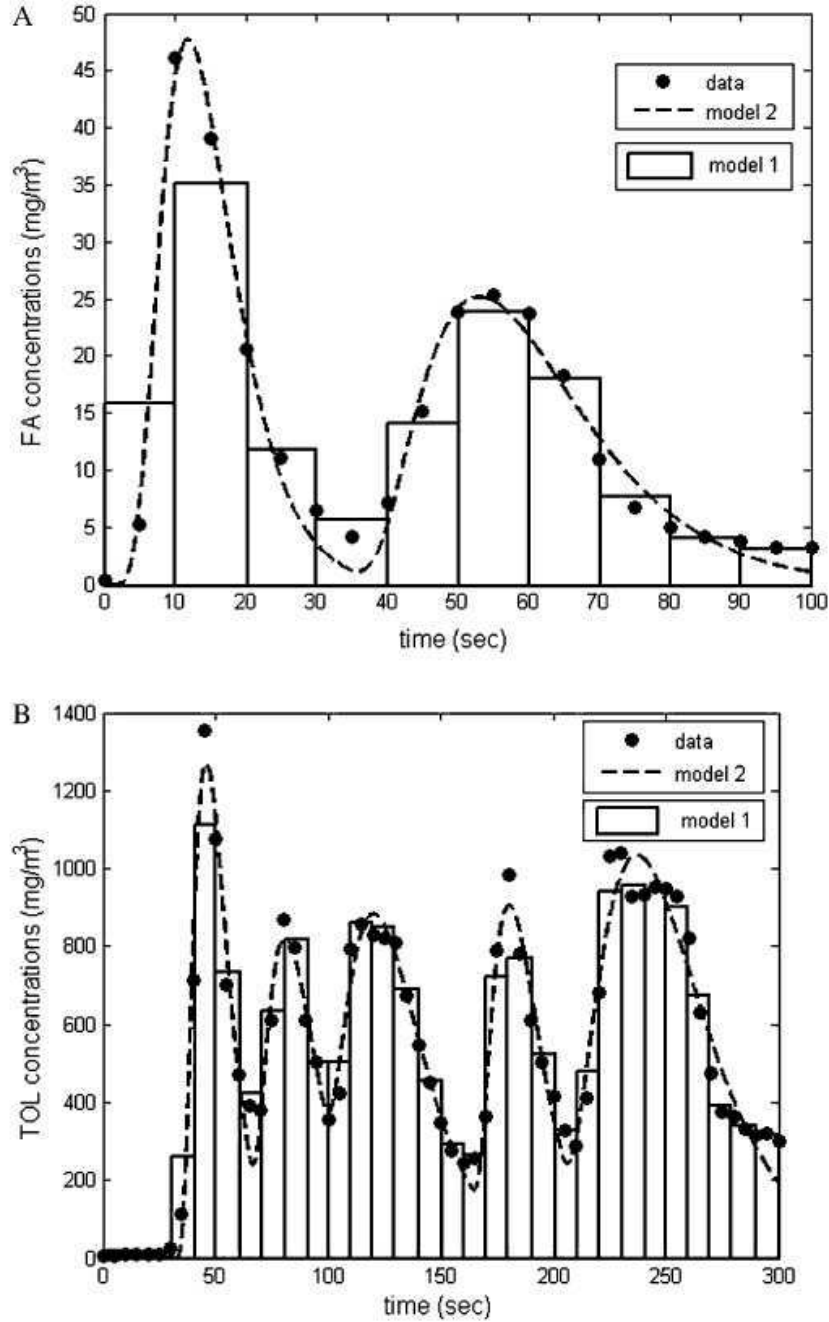 A
FA concentrations (mg/m³)
50
45
40
35
30
25
20
15
10
5
0
data
model 2
model 1
0 10 20 30 40 50 60 70 80 90 100
time (sec)
B
TOL concentrations (mg/m³)
1400
1200
1000
800
600
400
200
0
data
model 2
model 1
0 50 100 150 200 250 300
time (sec)